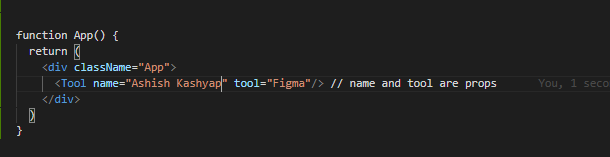 function App() {
return (
<div className="App">
<Tool name="Ashish Kashyap" tool="Figma"/> // name and tool are props You, 1 seco
</div>
)
}